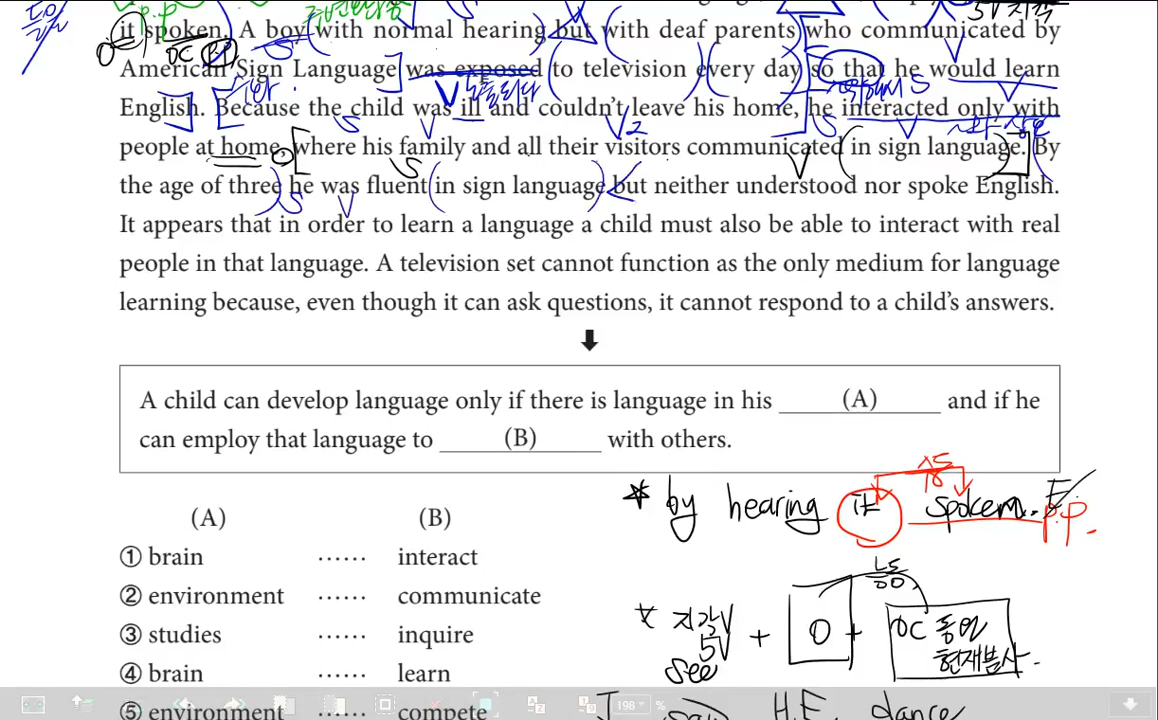 it spoken. A boy with normal hearing but with deaf parents who communicated by
American Sign Language was exposed to television every day so that he would learn
English. Because the child was ill and couldn't leave his home, he interacted only with
people at home, where his family and all their visitors communicated in sign language. By
the age of three he was fluent in sign language but neither understood nor spoke English.
It appears that in order to learn a language a child must also be able to interact with real
people in that language. A television set cannot function as the only medium for language
learning because, even though it can ask questions, it cannot respond to a child's answers.
A child can develop language only if there is language in his (A) and if he
can employ that language to (B) with others.
by hearing it spoken. p.p.
(A) (B)
① brain …… interact
② environment …… communicate
③ studies …… inquire
④ brain …… learn
⑤ environment …… compete
지각V
5V
see
+ O + OC 동원
현재분사
I saw H.E. dance
198 %